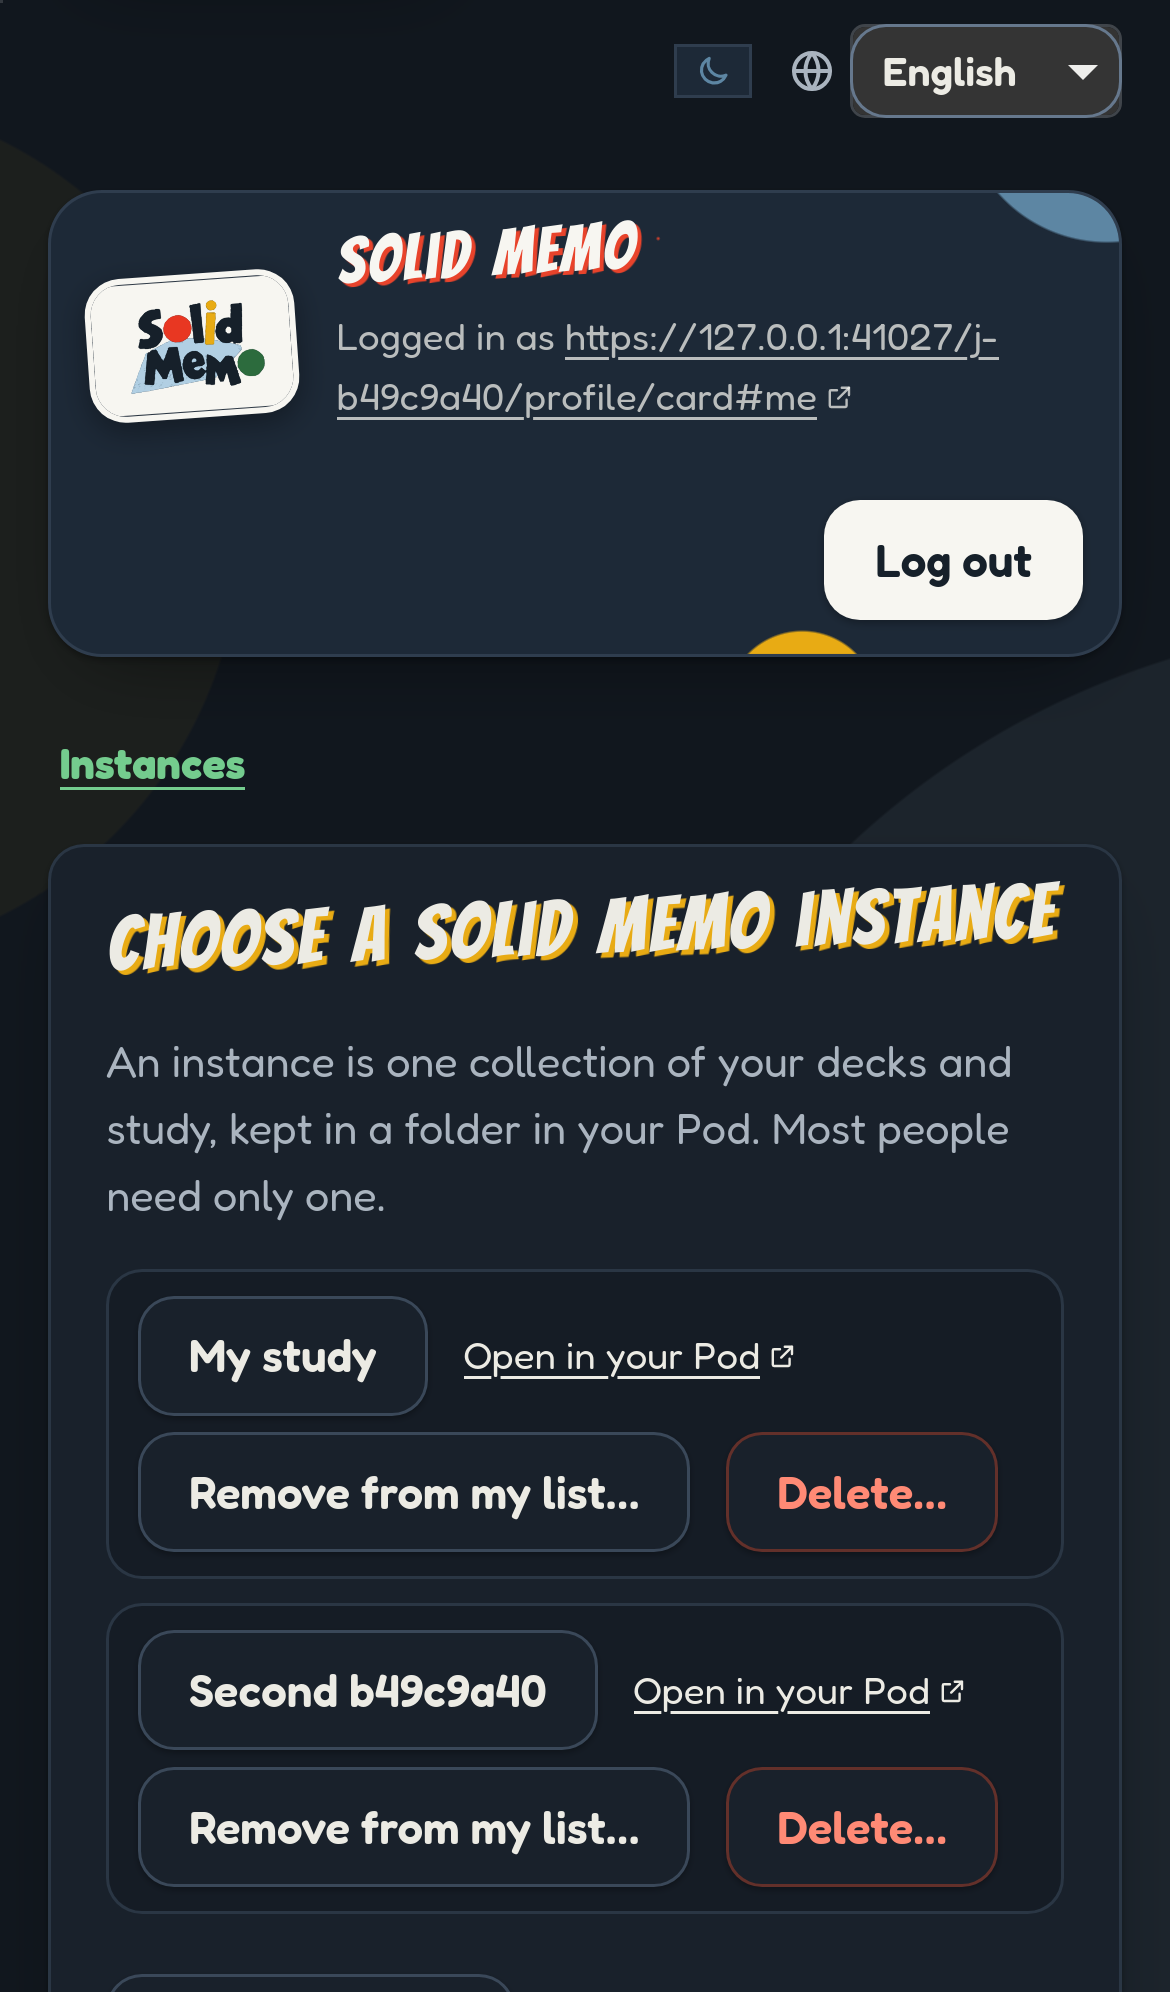 English
SOLID MEMO
Solid
Memo
Logged in as https://127.0.0.1:41027/j-
b49c9a40/profile/card#me
Log out
Instances
CHOOSE A SOLID MEMO INSTANCE
An instance is one collection of your decks and
study, kept in a folder in your Pod. Most people
need only one.
My study
Open in your Pod
Remove from my list...
Delete...
Second b49c9a40
Open in your Pod
Remove from my list...
Delete...